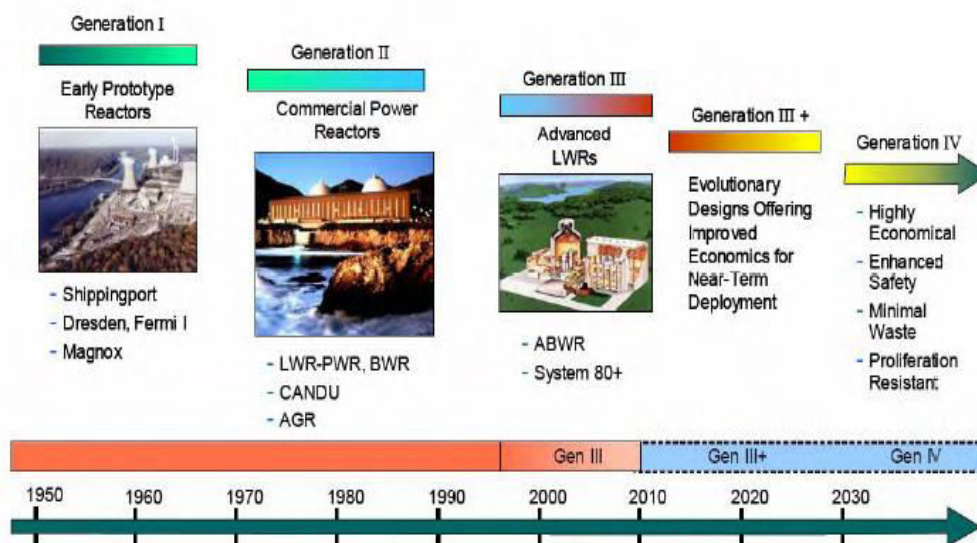 Generation I
Early Prototype
Reactors
- Shippingport
- Dresden, Fermi I
- Magnox
Generation II
Commercial Power
Reactors
- LWR-PWR, BWR
- CANDU
- AGR
Generation III
Advanced
LWRs
- ABWR
- System 80+
Generation III +
Evolutionary
Designs Offering
Improved
Economics for
Near-Term
Deployment
Generation IV
- Highly
Economical
- Enhanced
Safety
- Minimal
Waste
- Proliferation
Resistant
Gen III
Gen III+
Gen IV
1950
1960
1970
1980
1990
2000
2010
2020
2030